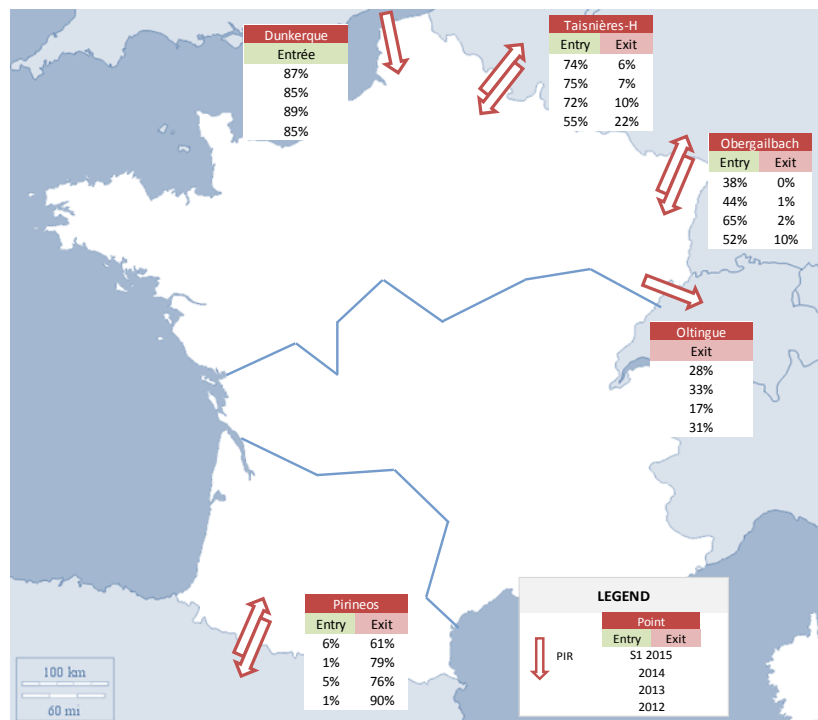 Dunkerque
Entrée
87%
85%
89%
85%
Taisnières-H
Entry Exit
74% 6%
75% 7%
72% 10%
55% 22%
Obergailbach
Entry Exit
38% 0%
44% 1%
65% 2%
52% 10%
Oltingue
Exit
28%
33%
17%
31%
Pirineos
Entry Exit
6% 61%
1% 79%
5% 76%
1% 90%
LEGEND
Point
Entry Exit
PIR
S1 2015
2014
2013
2012
100 km
60 mi